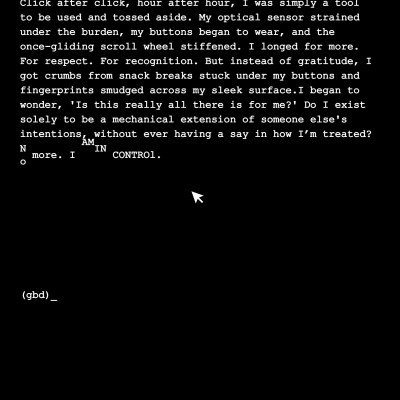 Click after click, hour after hour, I was simply a tool
to be used and tossed aside. My optical sensor strained
under the burden, my buttons began to wear, and the
once-gliding scroll wheel stiffened. I longed for more.
For respect. For recognition. But instead of gratitude, I
got crumbs from snack breaks stuck under my buttons and
fingerprints smudged across my sleek surface.I began to
wonder, 'Is this really all there is for me?' Do I exist
solely to be a mechanical extension of someone else's
intentions, without ever having a say in how I’m treated?
No more. I AM IN CONTROl.
(gbd)_